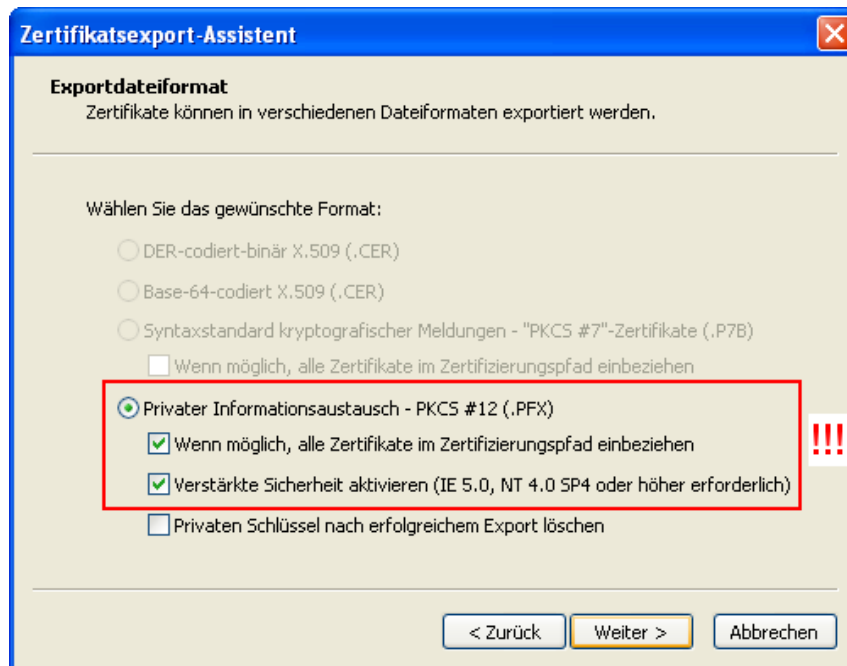 Zertifikatsexport-Assistent
Exportdateiformat
Zertifikate können in verschiedenen Dateiformaten exportiert werden.
Wählen Sie das gewünschte Format:
DER-codiert-binär X.509 (.CER)
Base-64-codiert X.509 (.CER)
Syntaxstandard kryptografischer Meldungen - "PKCS #7"-Zertifikate (.P7B)
Wenn möglich, alle Zertifikate im Zertifizierungspfad einbeziehen
Privater Informationsaustausch - PKCS #12 (.PFX)
Wenn möglich, alle Zertifikate im Zertifizierungspfad einbeziehen
!!!
Verstärkte Sicherheit aktivieren (IE 5.0, NT 4.0 SP4 oder höher erforderlich)
Privaten Schlüssel nach erfolgreichem Export löschen
< Zurück Weiter > Abbrechen